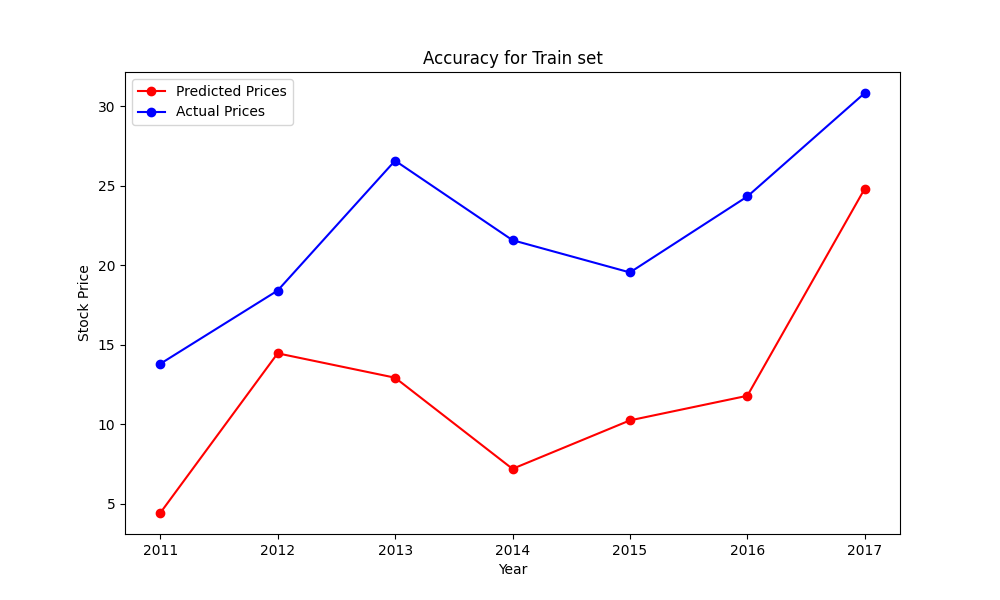 Accuracy for Train set
Predicted Prices
Actual Prices
30
25
20
15
10
5
Stock Price
2011 2012 2013 2014 2015 2016 2017
Year